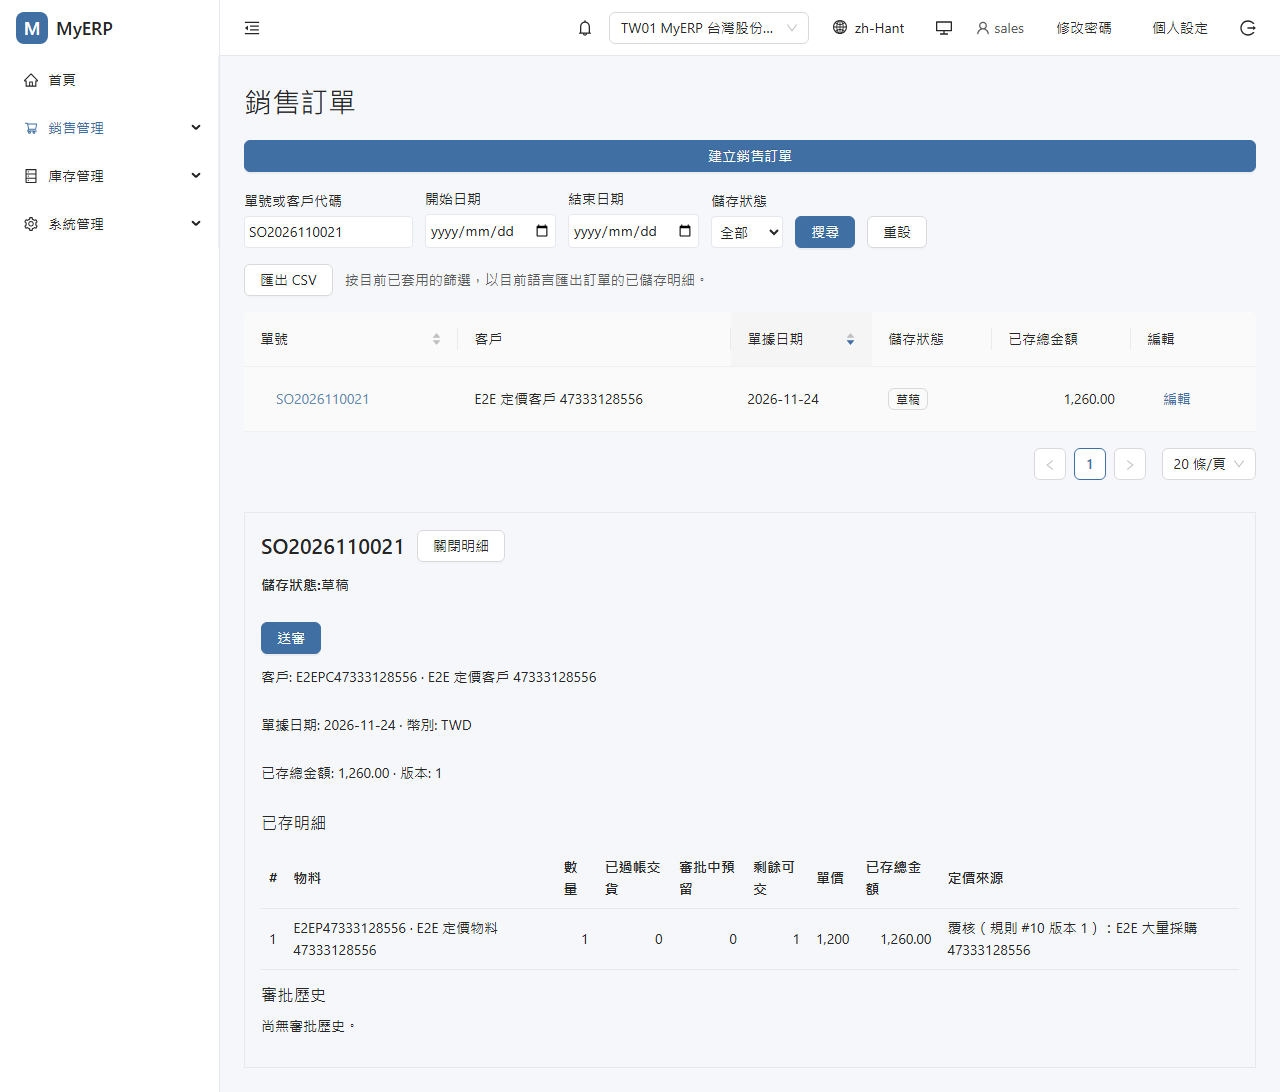 M MyERP
TW01 MyERP 台灣股份...
zh-Hant
sales
修改密碼
個人設定
首頁
銷售管理
庫存管理
系統管理
銷售訂單
建立銷售訂單
單號或客戶代碼
開始日期
結束日期
儲存狀態
SO2026110021
yyyy/mm/dd
yyyy/mm/dd
全部
搜尋
重設
匯出 CSV
按目前已套用的篩選，以目前語言匯出訂單的已儲存明細。
單號 客戶 單據日期 儲存狀態 已存總金額 編輯
SO2026110021 E2E 定價客戶 47333128556 2026-11-24 草稿 1,260.00 編輯
< 1 > 20 條/頁
SO2026110021 關閉明細
儲存狀態:草稿
送審
客戶: E2EPC47333128556 · E2E 定價客戶 47333128556
單據日期: 2026-11-24 · 幣別: TWD
已存總金額: 1,260.00 · 版本: 1
已存明細
# 物料 數量 已過帳交貨 審批中預留 剩餘可交 單價 已存總金額 定價來源
1 E2EP47333128556 · E2E 定價物料 47333128556 1 0 0 1 1,200 1,260.00 覆核（規則 #10 版本 1）：E2E 大量採購 47333128556
審批歷史
尚無審批歷史。